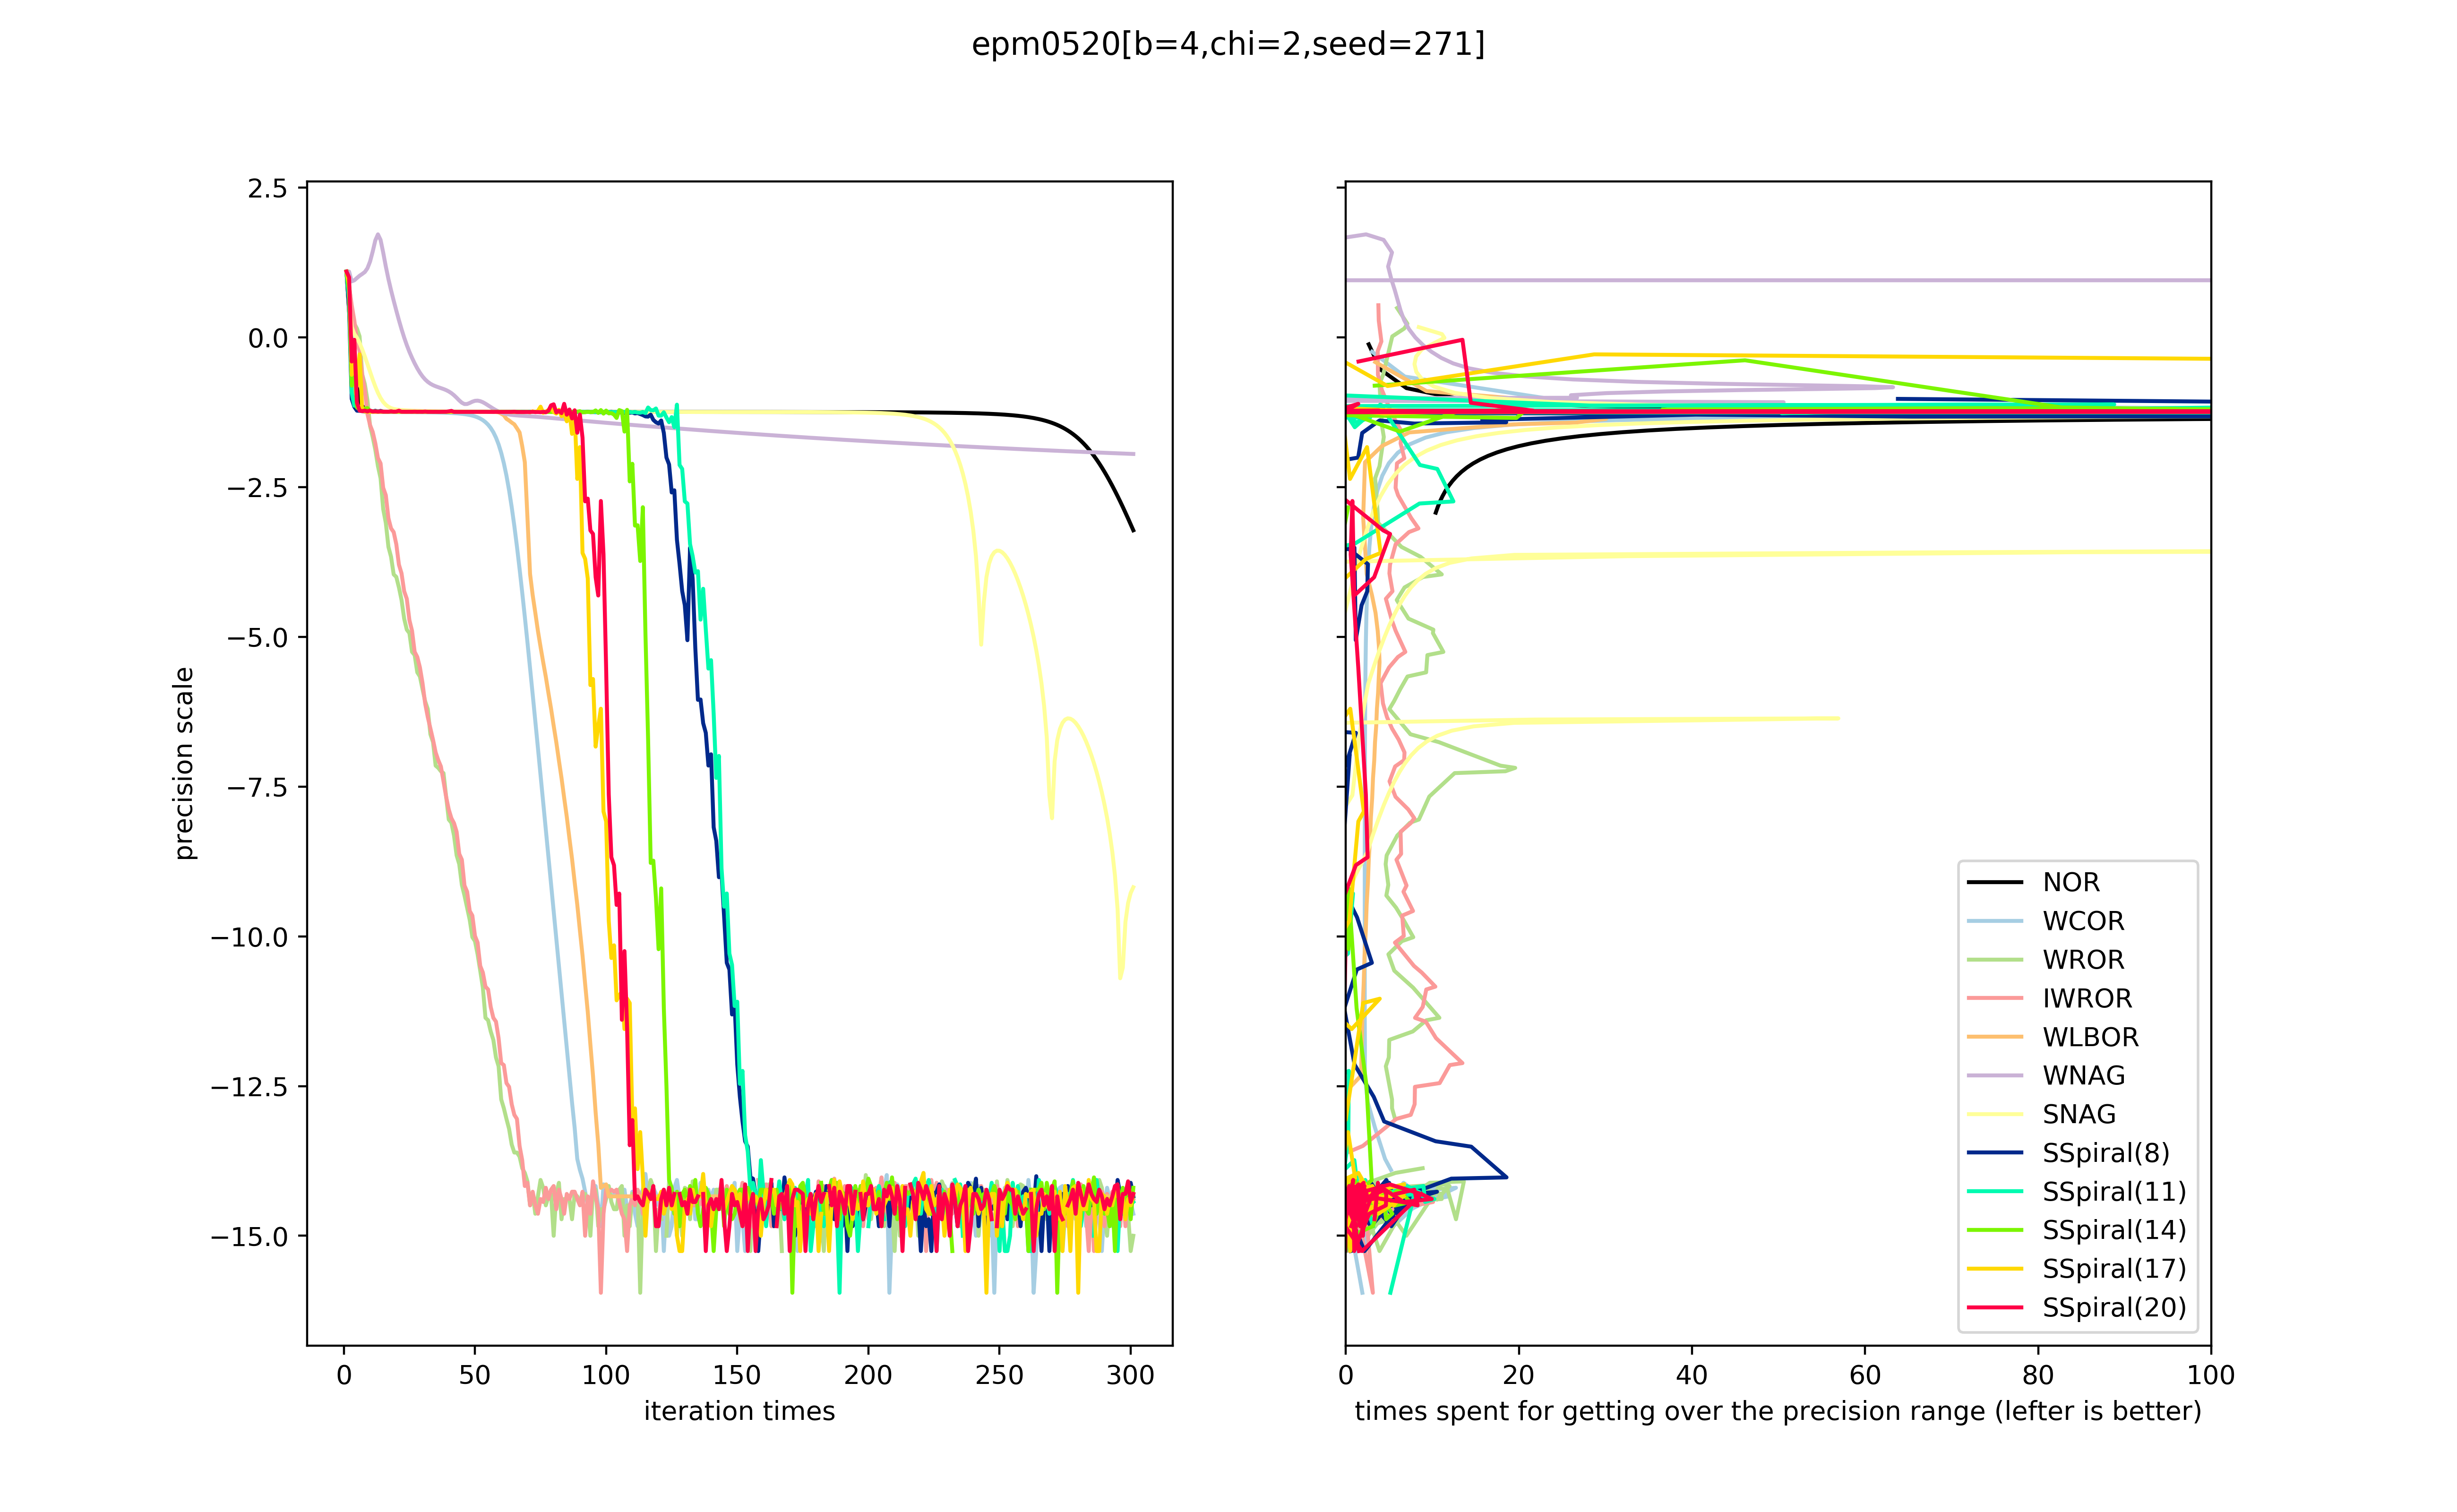 epm0520[b=4,chi=2,seed=271]
precision scale
2.5
0.0
−2.5
−5.0
−7.5
−10.0
−12.5
−15.0
0 50 100 150 200 250 300
iteration times
0 20 40 60 80 100
times spent for getting over the precision range (lefter is better)
NOR
WCOR
WROR
IWROR
WLBOR
WNAG
SNAG
SSpiral(8)
SSpiral(11)
SSpiral(14)
SSpiral(17)
SSpiral(20)